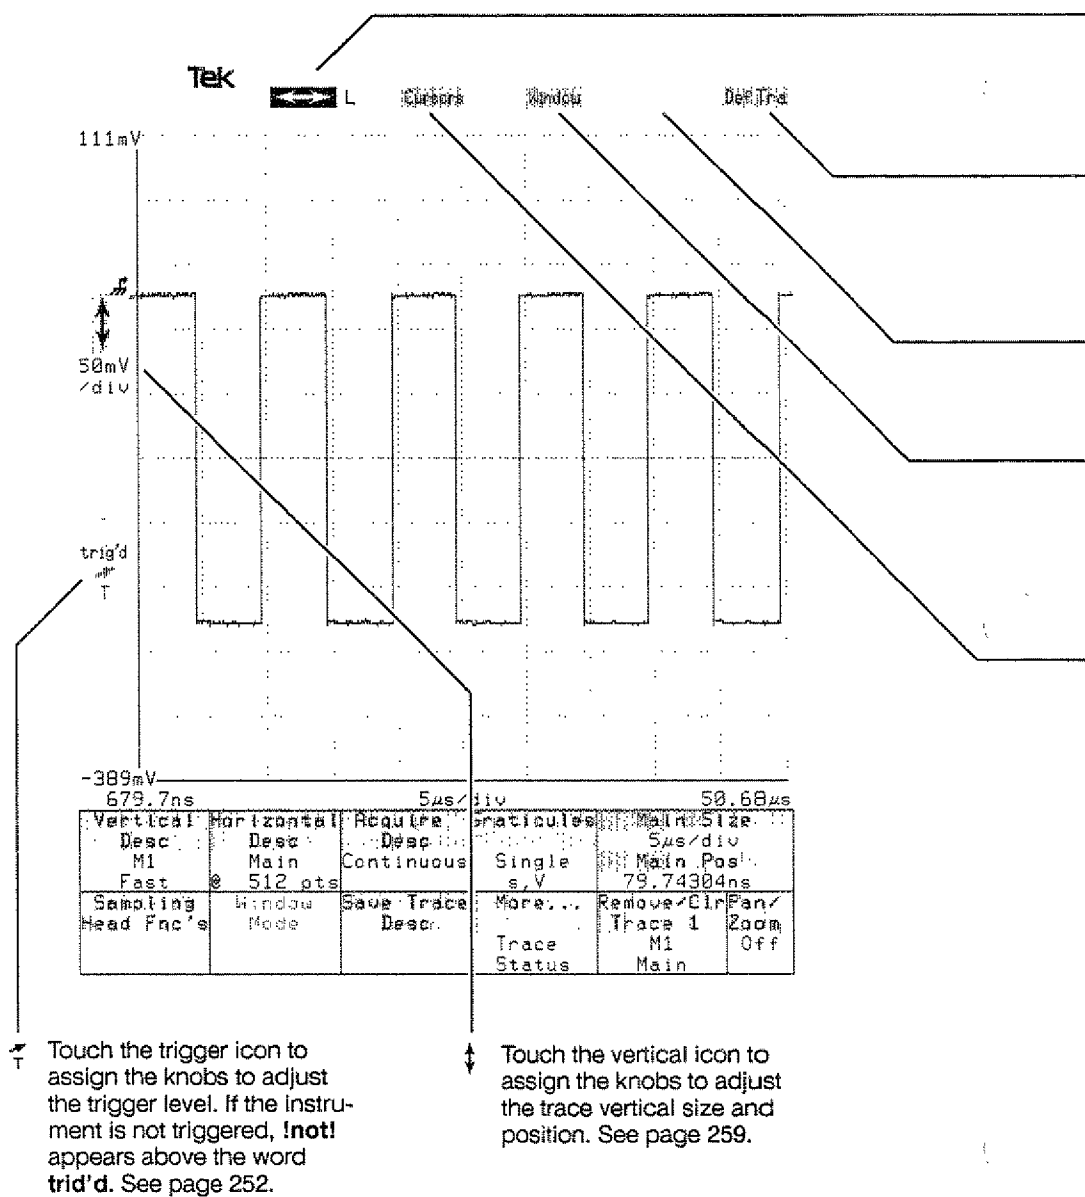 Tek
L Cursors Window Def Tra
111mV
50mV
/div
trig'd
T
-389mV
679.7ns 5µs/div 50.68µs
Vertical Horizontal Acquire Graticules Main Size
Desc Desc Desc 5µs/div
M1 Main Continuous Single Main Pos
Fast @ 512 pts s,V 79.74304ns
Sampling Window Save Trace More... Remove/Clr Pan/
Head Fnc's Mode Desc Trace 1 Zoom
Trace M1 Off
Status Main
T
Touch the trigger icon to
assign the knobs to adjust
the trigger level. If the instru-
ment is not triggered, !not!
appears above the word
trid'd. See page 252.
Touch the vertical icon to
assign the knobs to adjust
the trace vertical size and
position. See page 259.